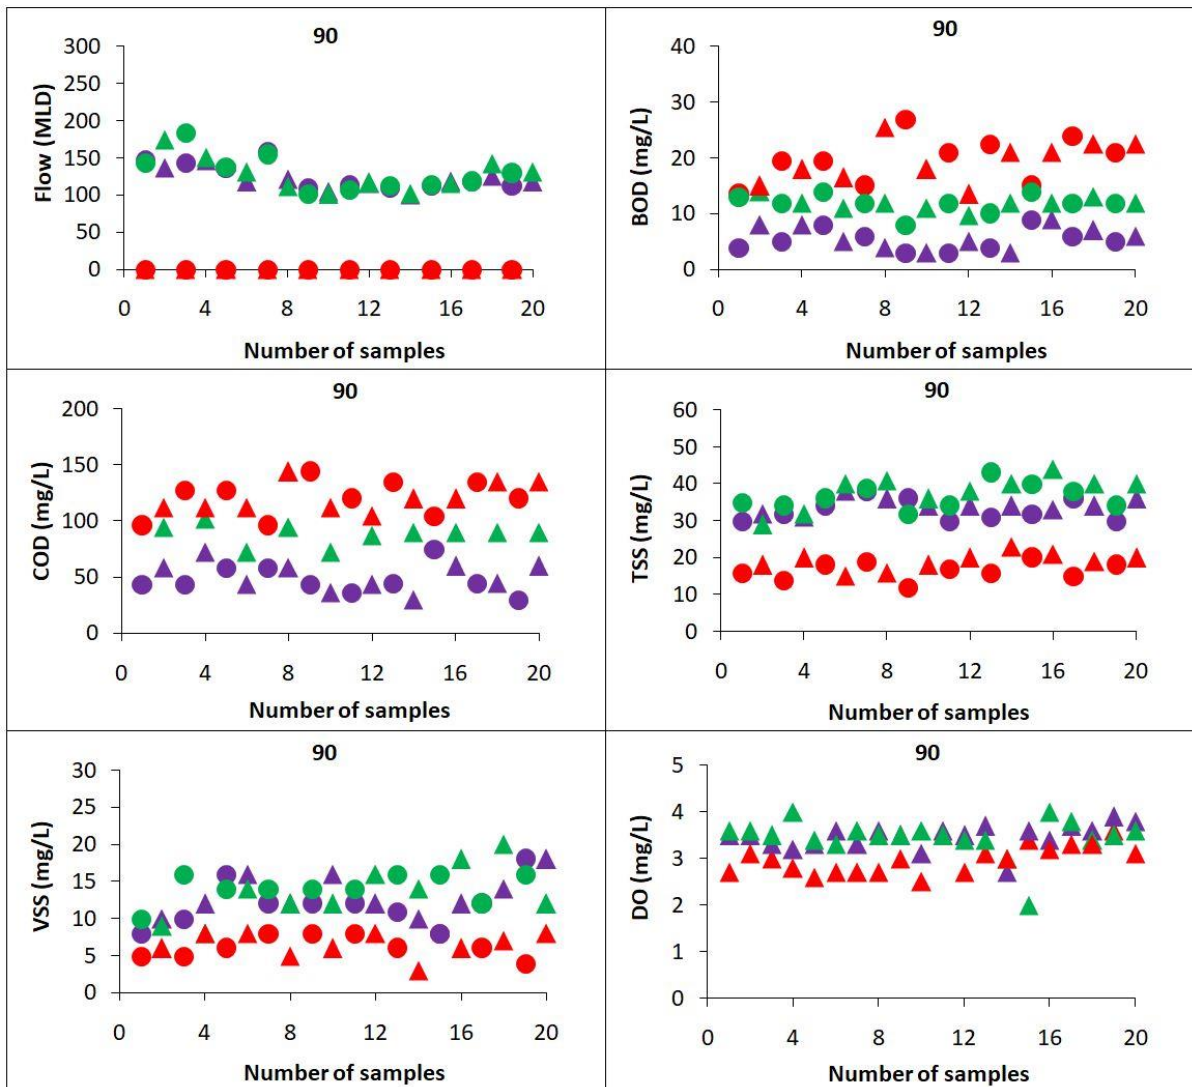 90
Flow (MLD)
300
250
200
150
100
50
0
0 4 8 12 16 20
Number of samples
90
BOD (mg/L)
40
30
20
10
0
0 4 8 12 16 20
Number of samples
90
COD (mg/L)
200
150
100
50
0
0 4 8 12 16 20
Number of samples
90
TSS (mg/L)
60
50
40
30
20
10
0
0 4 8 12 16 20
Number of samples
90
VSS (mg/L)
30
25
20
15
10
5
0
0 4 8 12 16 20
Number of samples
90
DO (mg/L)
5
4
3
2
1
0
0 4 8 12 16 20
Number of samples